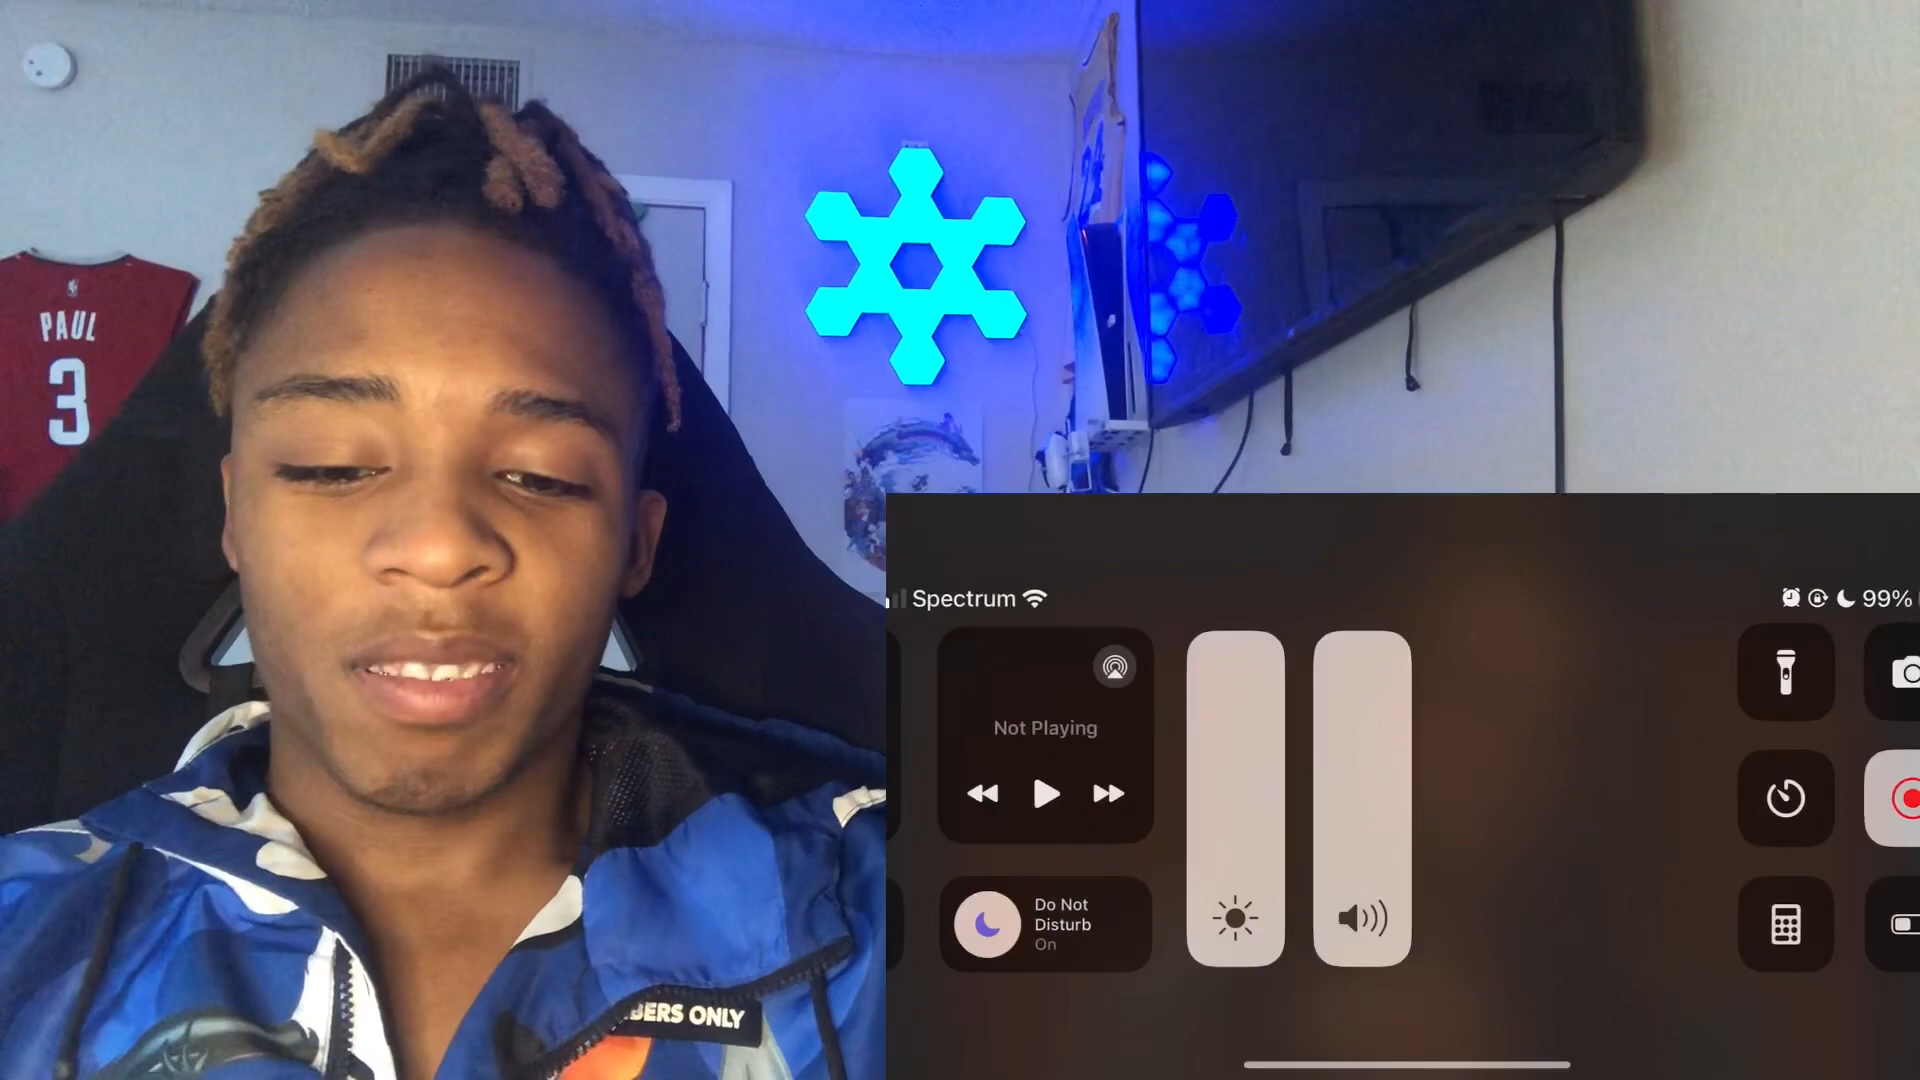 PAUL
3
Spectrum
99%
Not Playing
Do Not
Disturb
On
BERS ONLY